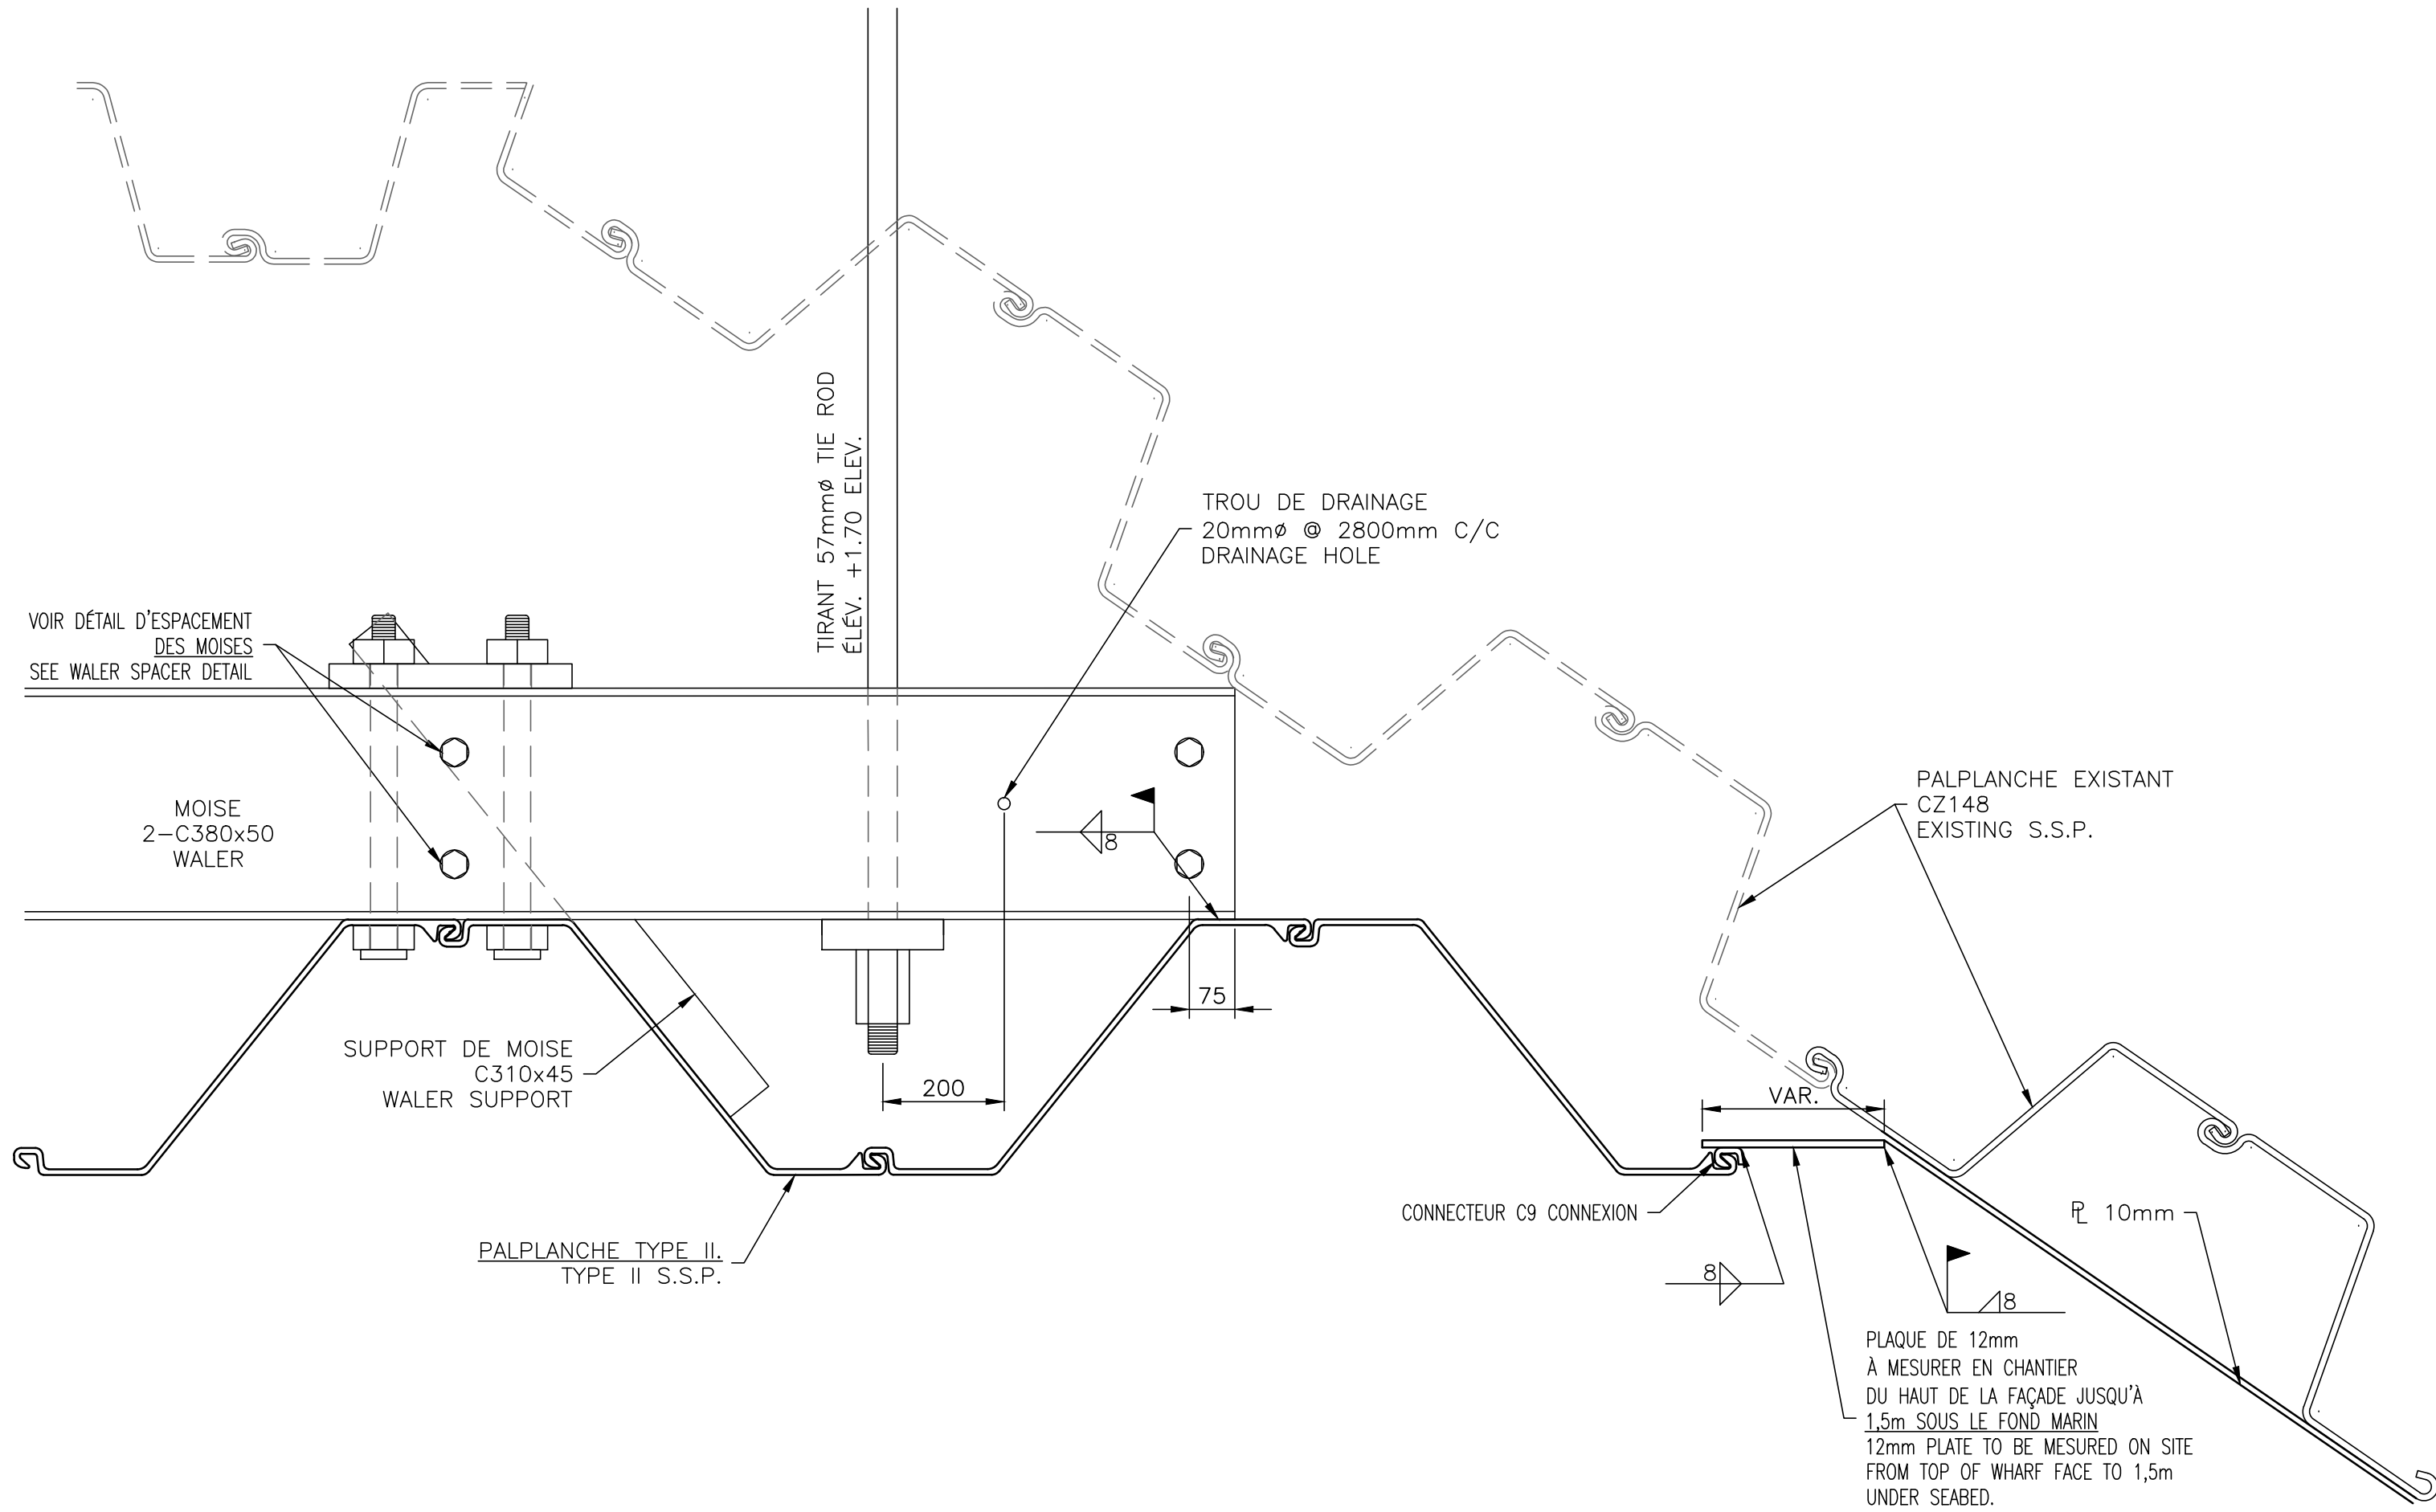 TIRANT 57mmø TIE ROD
ÉLÉV. +1.70 ELEV.
TROU DE DRAINAGE
20mmø @ 2800mm C/C
DRAINAGE HOLE
VOIR DÉTAIL D'ESPACEMENT
DES MOISES
SEE WALER SPACER DETAIL
MOISE
2-C380x50
WALER
8
PALPLANCHE EXISTANT
CZ148
EXISTING S.S.P.
75
SUPPORT DE MOISE
C310x45
WALER SUPPORT
200
VAR.
CONNECTEUR C9 CONNEXION
PL 10mm
PALPLANCHE TYPE II.
TYPE II S.S.P.
8
8
PLAQUE DE 12mm
À MESURER EN CHANTIER
DU HAUT DE LA FAÇADE JUSQU'À
1,5m SOUS LE FOND MARIN
12mm PLATE TO BE MESURED ON SITE
FROM TOP OF WHARF FACE TO 1,5m
UNDER SEABED.